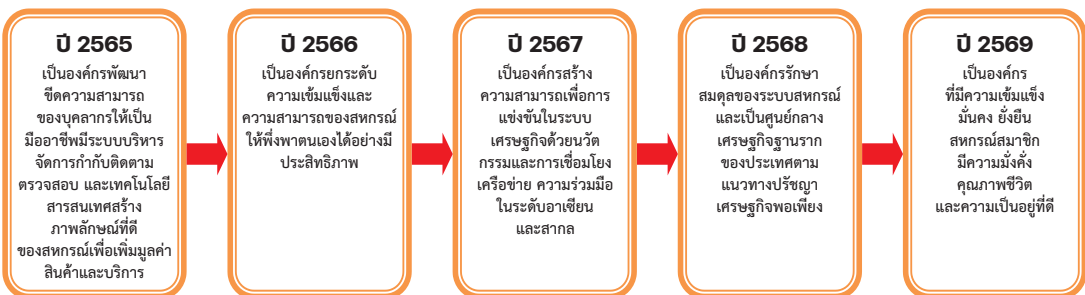 ปี 2565
เป็นองค์กรพัฒนา
ขีดความสามารถ
ของบุคลากรให้เป็น
มืออาชีพมีระบบบริหาร
จัดการกำกับติดตาม
ตรวจสอบ และเทคโนโลยี
สารสนเทศสร้าง
ภาพลักษณ์ที่ดี
ของสหกรณ์เพื่อเพิ่มมูลค่า
สินค้าและบริการ
ปี 2566
เป็นองค์กรยกระดับ
ความเข้มแข็งและ
ความสามารถของสหกรณ์
ให้พึ่งพาตนเองได้อย่างมี
ประสิทธิภาพ
ปี 2567
เป็นองค์กรสร้าง
ความสามารถเพื่อการ
แข่งขันในระบบ
เศรษฐกิจด้วยนวัต
กรรมและการเชื่อมโยง
เครือข่าย ความร่วมมือ
ในระดับอาเซียน
และสากล
ปี 2568
เป็นองค์กรรักษา
สมดุลของระบบสหกรณ์
และเป็นศูนย์กลาง
เศรษฐกิจฐานราก
ของประเทศตาม
แนวทางปรัชญา
เศรษฐกิจพอเพียง
ปี 2569
เป็นองค์กร
ที่มีความเข้มแข็ง
มั่นคง ยั่งยืน
สหกรณ์สมาชิก
มีความมั่งคั่ง
คุณภาพชีวิต
และความเป็นอยู่ที่ดี